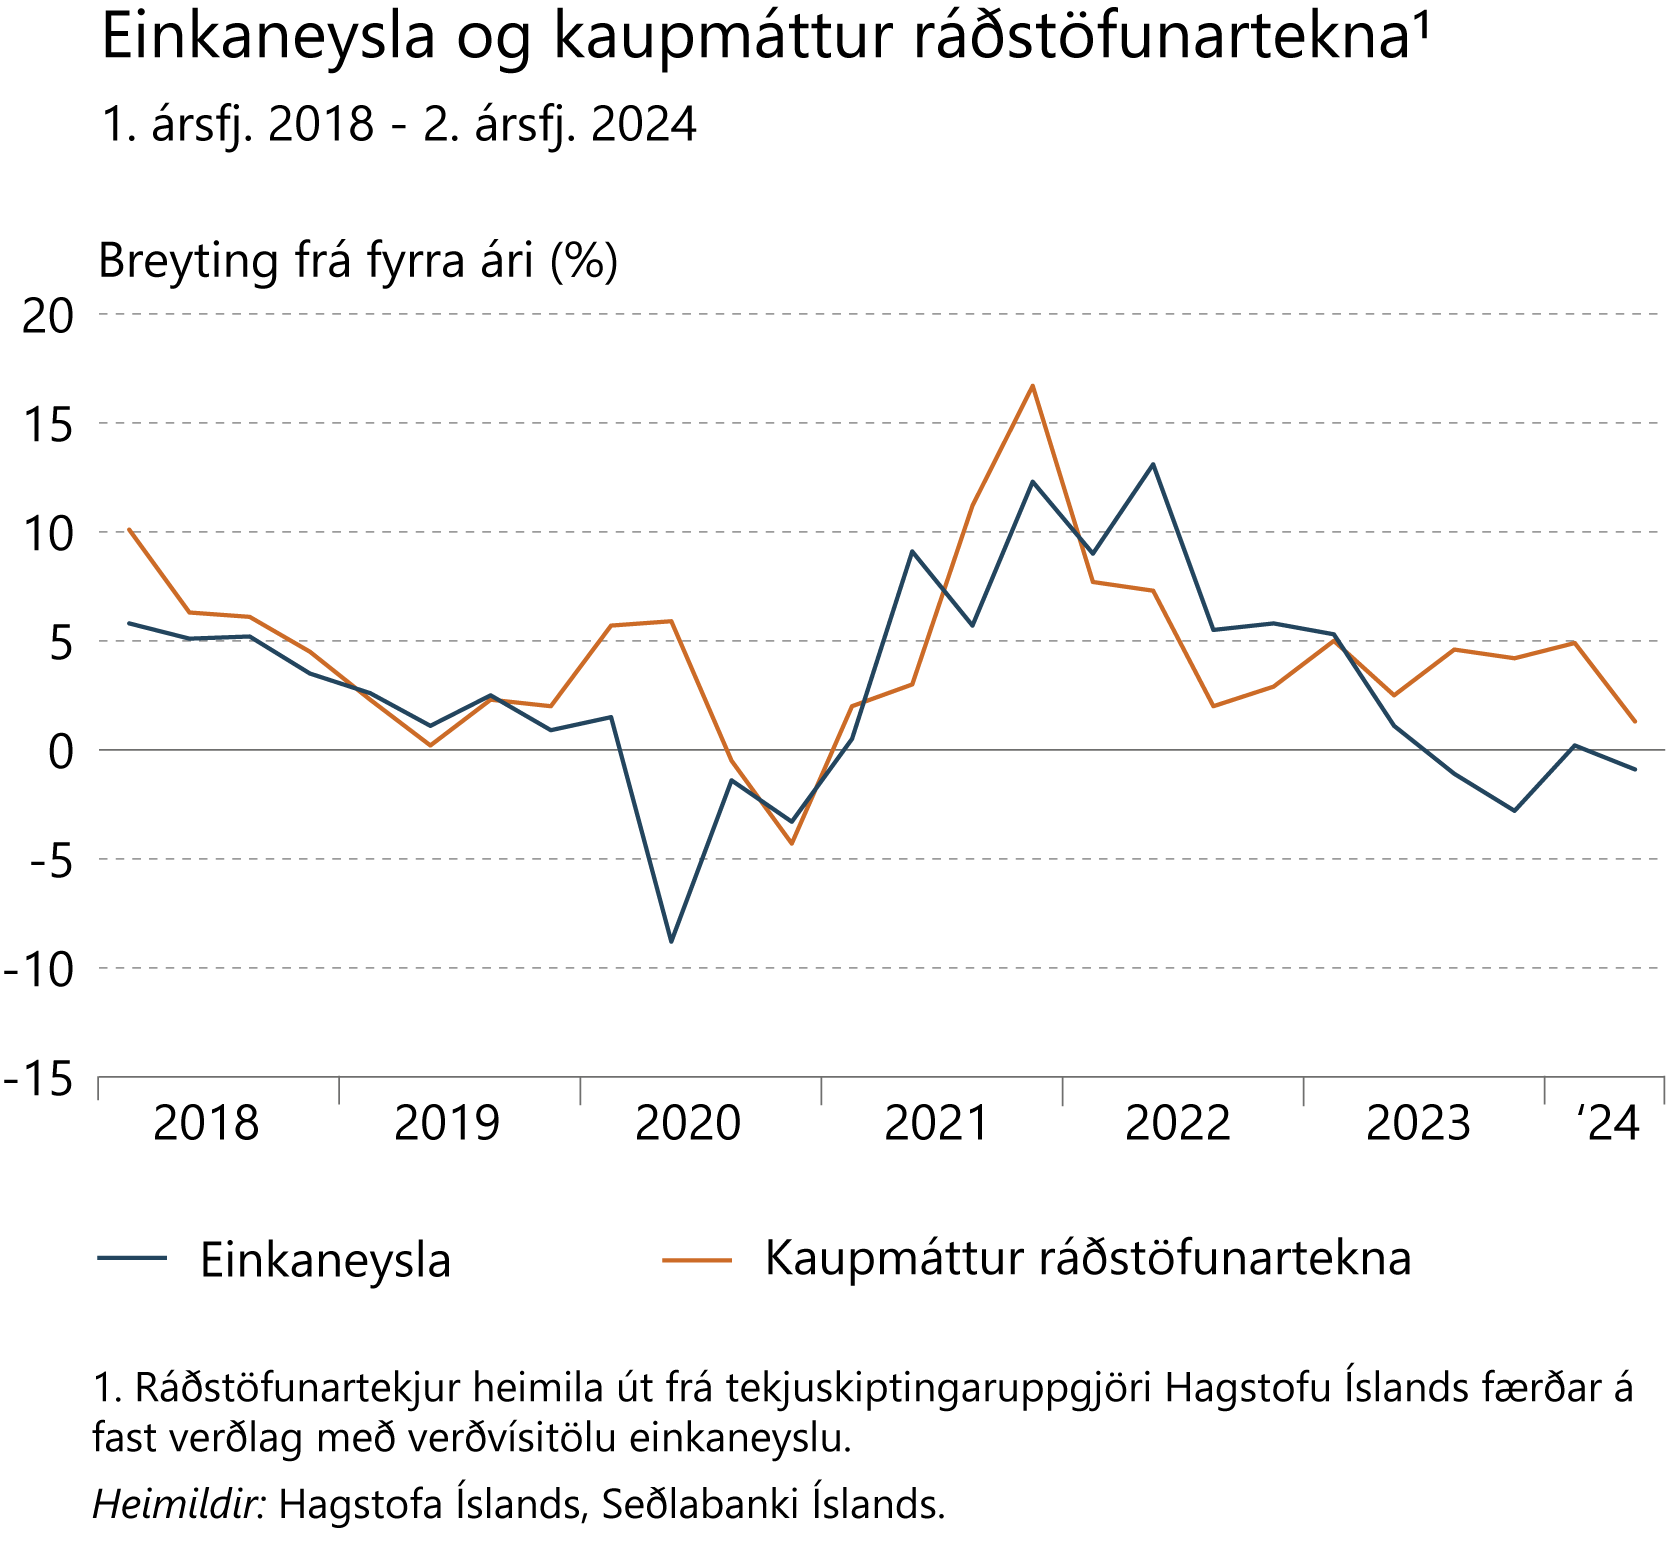 Einkaneysla og kaupmáttur ráðstöfunartekna¹
1. ársfj. 2018 - 2. ársfj. 2024
Breyting frá fyrra ári (%)
20
15
10
5
0
-5
-10
-15
2018 2019 2020 2021 2022 2023 ‘24
Einkaneysla Kaupmáttur ráðstöfunartekna
1. Ráðstöfunartekjur heimila út frá tekjuskiptingaruppgjöri Hagstofu Íslands færðar á
fast verðlag með verðvísitölu einkaneyslu.
Heimildir: Hagstofa Íslands, Seðlabanki Íslands.